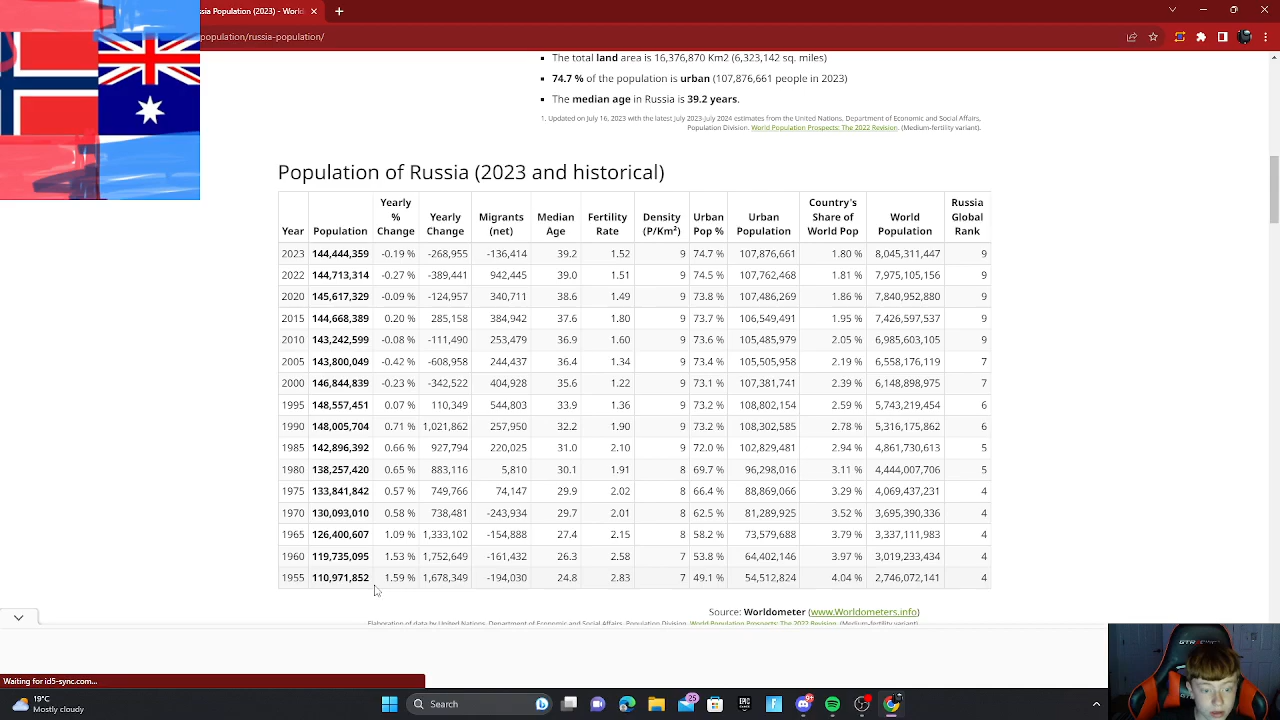 s World
population/population/
The total land area is 16,376,870 Km2 (6,323,142 sq. miles)
74.7 % of the population is urban (107,876,661 people in 2023)
The median age in Russia is 39.2 years.
1. Updated on July 16, 2023 with the latest July 2023-July 2024 estimates from the United Nations, Department of Economic and Social Affairs,
Population Division. World Population Prospects: The 2022 Revision. (Medium-fertility variant).
Population of Russia (2023 and historical)
Year Population Yearly % Change Yearly Change Migrants (net) Median Age Fertility Rate Density (P/Km²) Urban Pop % Urban Population Country's Share of World Pop World Population Russia Global Rank
2023 144,444,359 -0.19 % -268,955 -136,414 39.2 1.52 9 74.7 % 107,876,661 1.80 % 8,045,311,447 9
2022 144,713,314 -0.27 % -389,441 942,445 39.0 1.51 9 74.5 % 107,762,468 1.81 % 7,975,105,156 9
2020 145,617,329 -0.09 % -124,957 340,711 38.6 1.49 9 73.8 % 107,486,269 1.86 % 7,840,952,880 9
2015 144,668,389 0.20 % 285,158 384,942 37.6 1.80 9 73.7 % 106,549,491 1.95 % 7,426,597,537 9
2010 143,242,599 -0.08 % -111,490 253,479 36.9 1.60 9 73.6 % 105,485,979 2.05 % 6,985,603,105 9
2005 143,800,049 -0.42 % -608,958 244,437 36.4 1.34 9 73.4 % 105,505,958 2.19 % 6,558,176,119 7
2000 146,844,839 -0.23 % -342,522 404,928 35.6 1.22 9 73.1 % 107,381,741 2.39 % 6,148,898,975 7
1995 148,557,451 0.07 % 110,349 544,803 33.9 1.36 9 73.2 % 108,802,154 2.59 % 5,743,219,454 6
1990 148,005,704 0.71 % 1,021,862 257,950 32.2 1.90 9 73.2 % 108,302,585 2.78 % 5,316,175,862 6
1985 142,896,392 0.66 % 927,794 220,025 31.0 2.10 9 72.0 % 102,829,481 2.94 % 4,861,730,613 5
1980 138,257,420 0.65 % 883,116 5,810 30.1 1.91 8 69.7 % 96,298,016 3.11 % 4,444,007,706 5
1975 133,841,842 0.57 % 749,766 74,147 29.9 2.02 8 66.4 % 88,869,066 3.29 % 4,069,437,231 4
1970 130,093,010 0.58 % 738,481 -243,934 29.7 2.01 8 62.5 % 81,289,925 3.52 % 3,695,390,336 4
1965 126,400,607 1.09 % 1,333,102 -154,888 27.4 2.15 8 58.2 % 73,579,688 3.79 % 3,337,111,983 4
1960 119,735,095 1.53 % 1,752,649 -161,432 26.3 2.58 7 53.8 % 64,402,146 3.97 % 3,019,233,434 4
1955 110,971,852 1.59 % 1,678,349 -194,030 24.8 2.83 7 49.1 % 54,512,824 4.04 % 2,746,072,141 4
Source: Worldometer (www.Worldometers.info)
Elaboration of data by United Nations, Department of Economic and Social Affairs, Population Division. World Population Prospects: The 2022 Revision. (Medium-fertility variant).
Waiting for id5-sync.com...
Search
25
EPIC